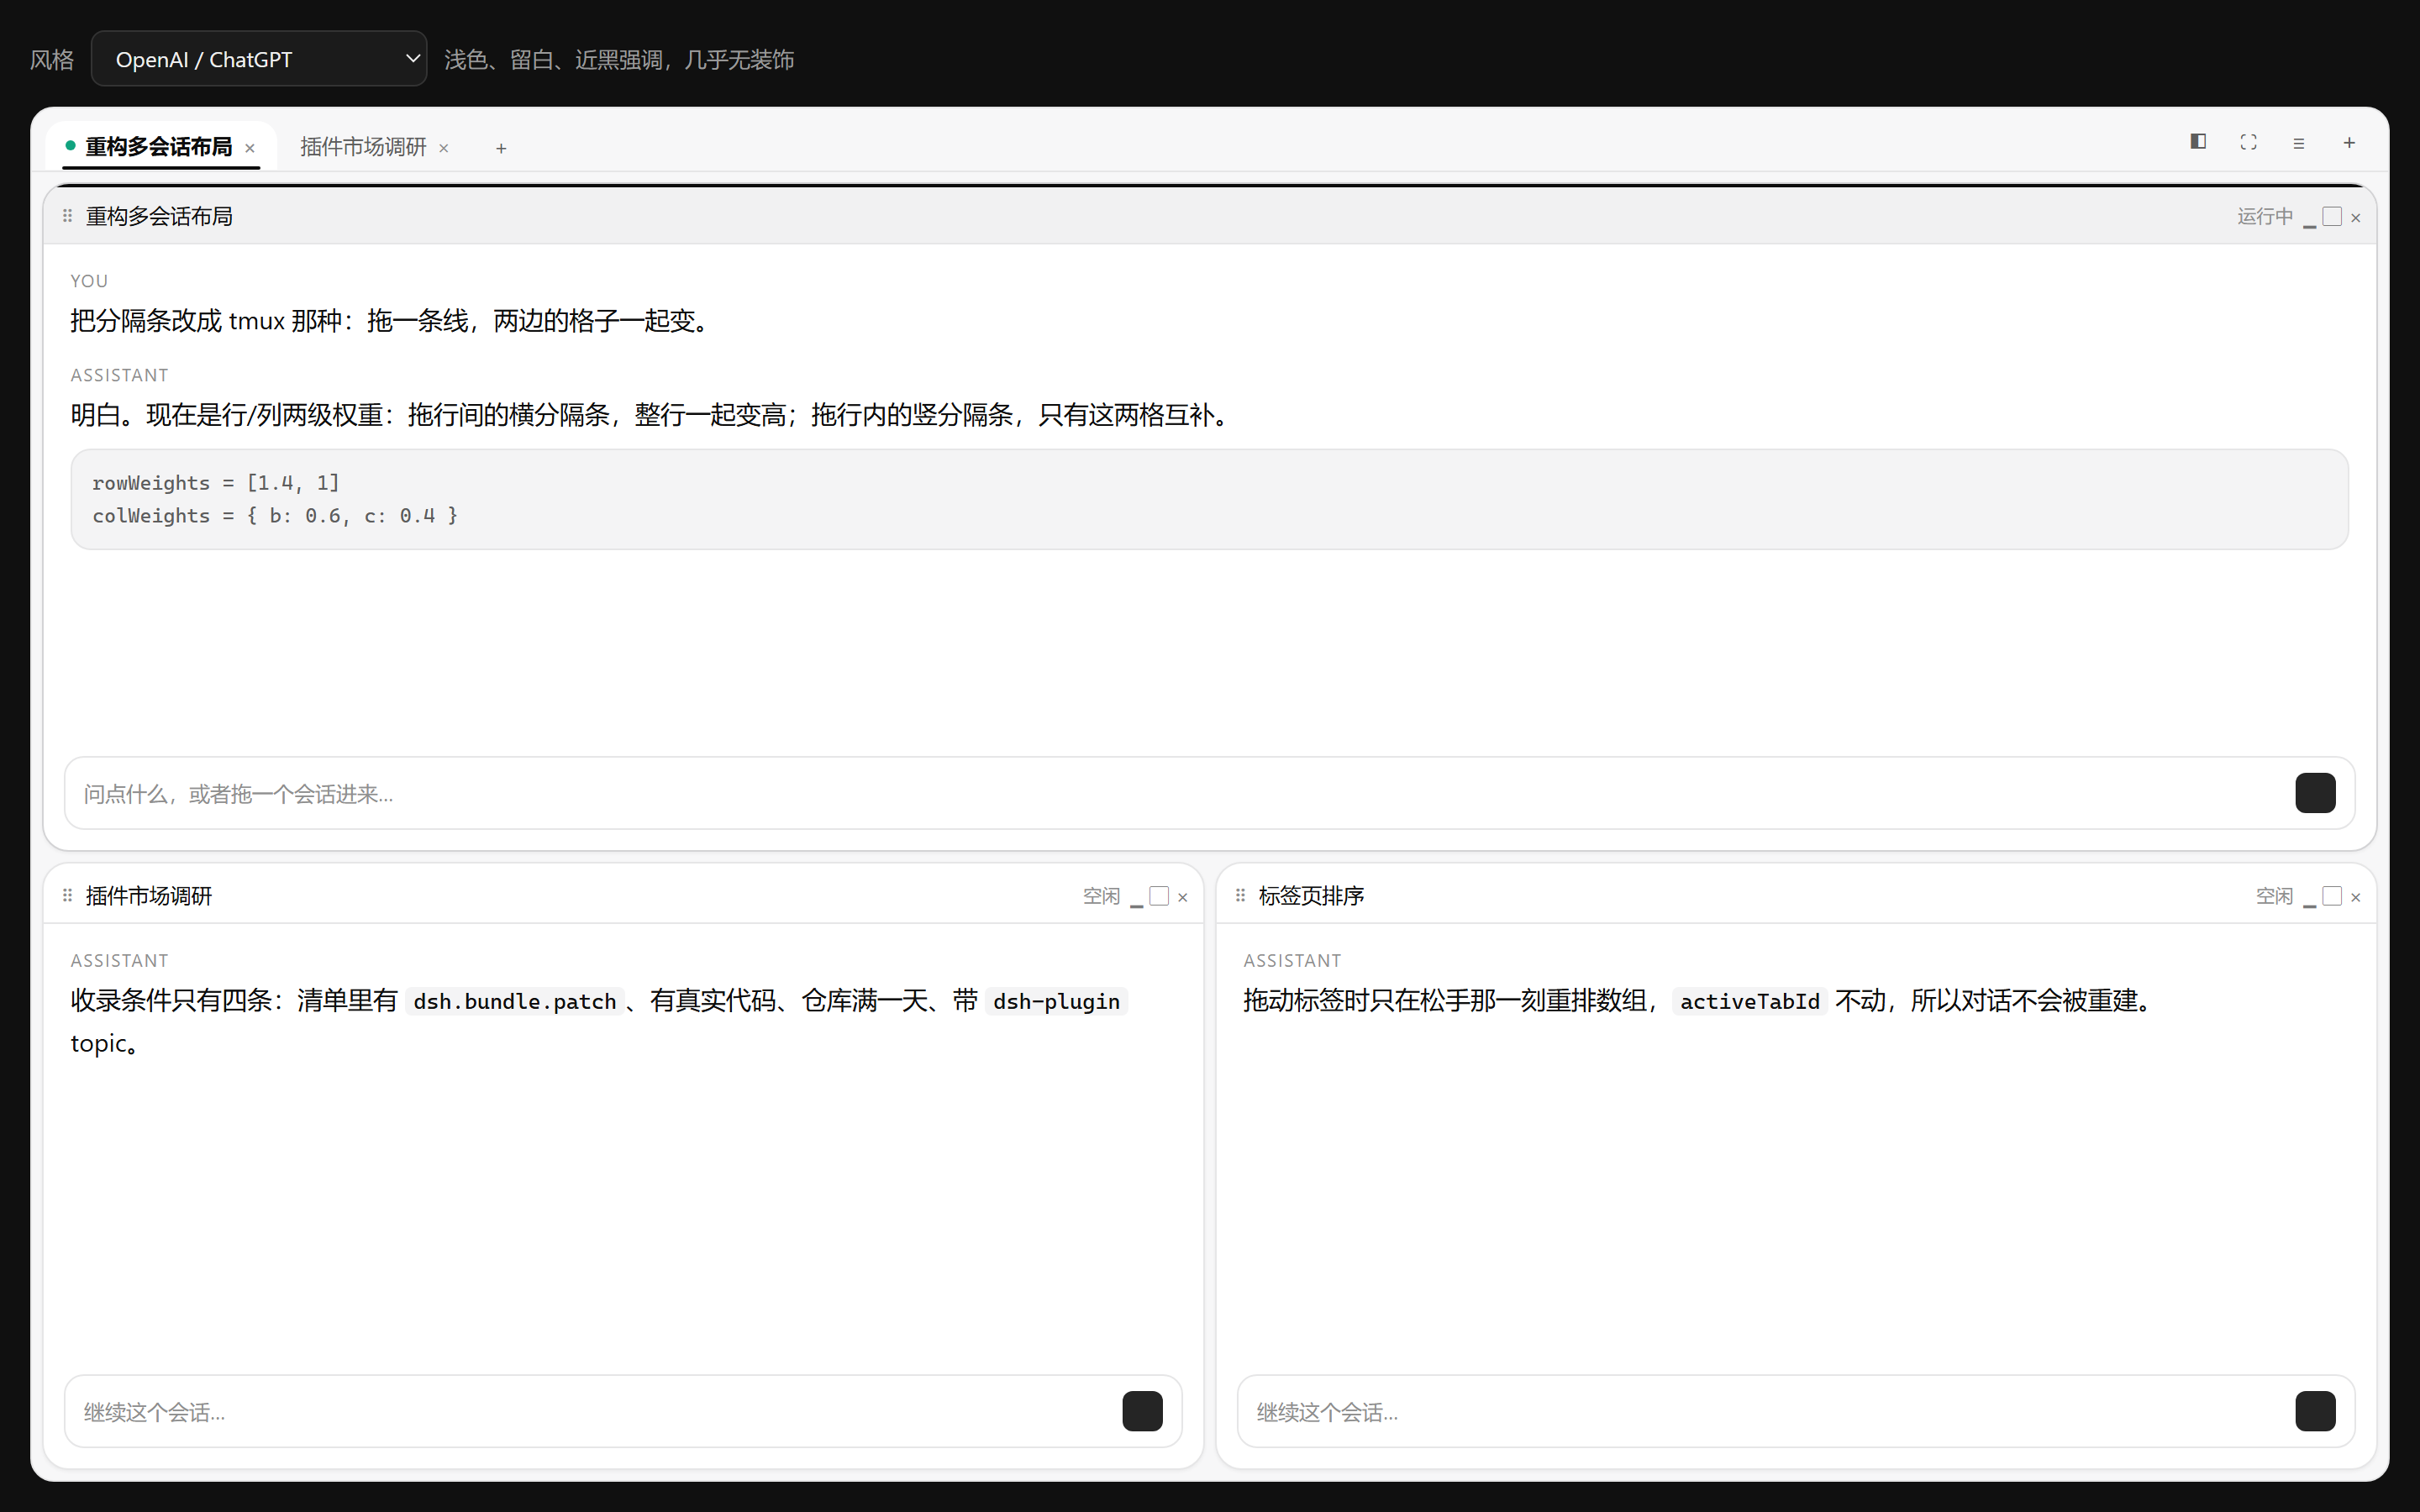 风格 OpenAI / ChatGPT 浅色、留白、近黑强调，几乎无装饰
重构多会话布局 × 插件市场调研 × +
重构多会话布局 运行中
YOU
把分隔条改成 tmux 那种：拖一条线，两边的格子一起变。
ASSISTANT
明白。现在是行/列两级权重：拖行间的横分隔条，整行一起变高；拖行内的竖分隔条，只有这两格互补。
rowWeights = [1.4, 1]
colWeights = { b: 0.6, c: 0.4 }
问点什么，或者拖一个会话进来...
插件市场调研 空闲
ASSISTANT
收录条件只有四条：清单里有 dsh.bundle.patch、有真实代码、仓库满一天、带 dsh-plugin
topic。
继续这个会话...
标签页排序 空闲
ASSISTANT
拖动标签时只在松手那一刻重排数组，activeTabId 不动，所以对话不会被重建。
继续这个会话...